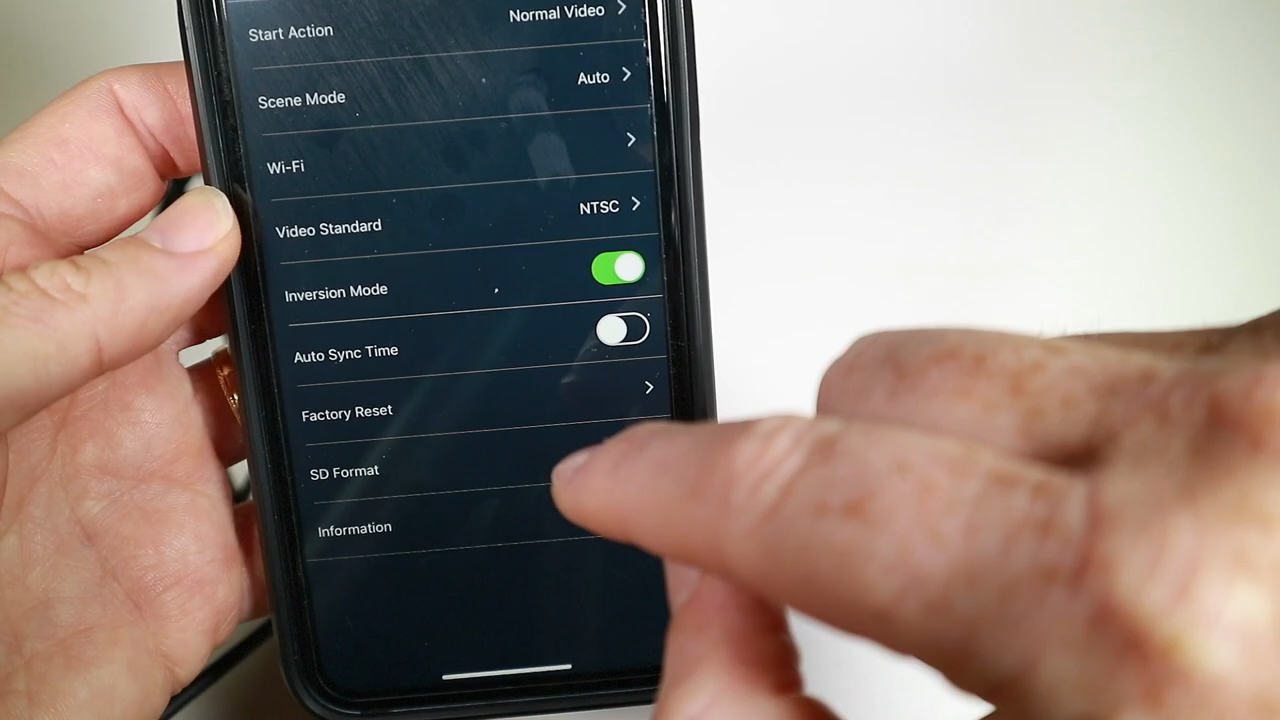 Start Action Normal Video
Scene Mode Auto
Wi-Fi
Video Standard NTSC
Inversion Mode
Auto Sync Time
Factory Reset
SD Format
Information